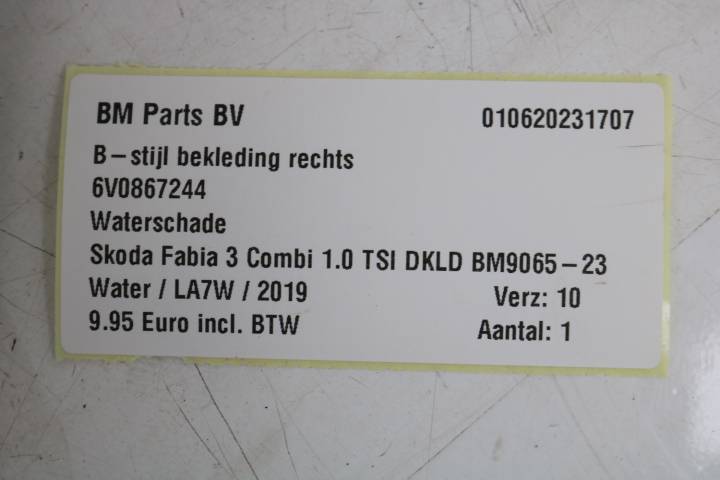 BM Parts BV 010620231707
B-stijl bekleding rechts
6V0867244
Waterschade
Skoda Fabia 3 Combi 1.0 TSI DKLD BM9065-23
Water / LA7W / 2019 Verz: 10
9.95 Euro incl. BTW Aantal: 1